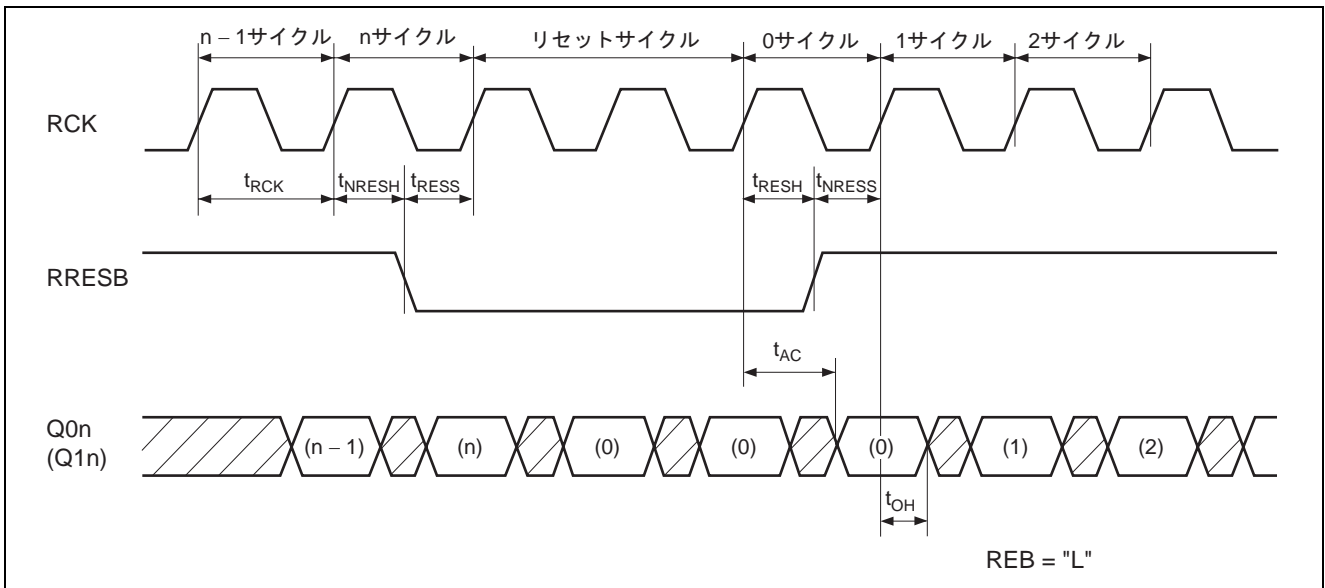 n − 1サイクル nサイクル リセットサイクル 0サイクル 1サイクル 2サイクル
RCK
tRCK tNRESH tRESS tRESH tNRESS
RRESB
tAC
Q0n
(Q1n)
(n − 1) (n) (0) (0) (0) (1) (2)
tOH
REB = "L"